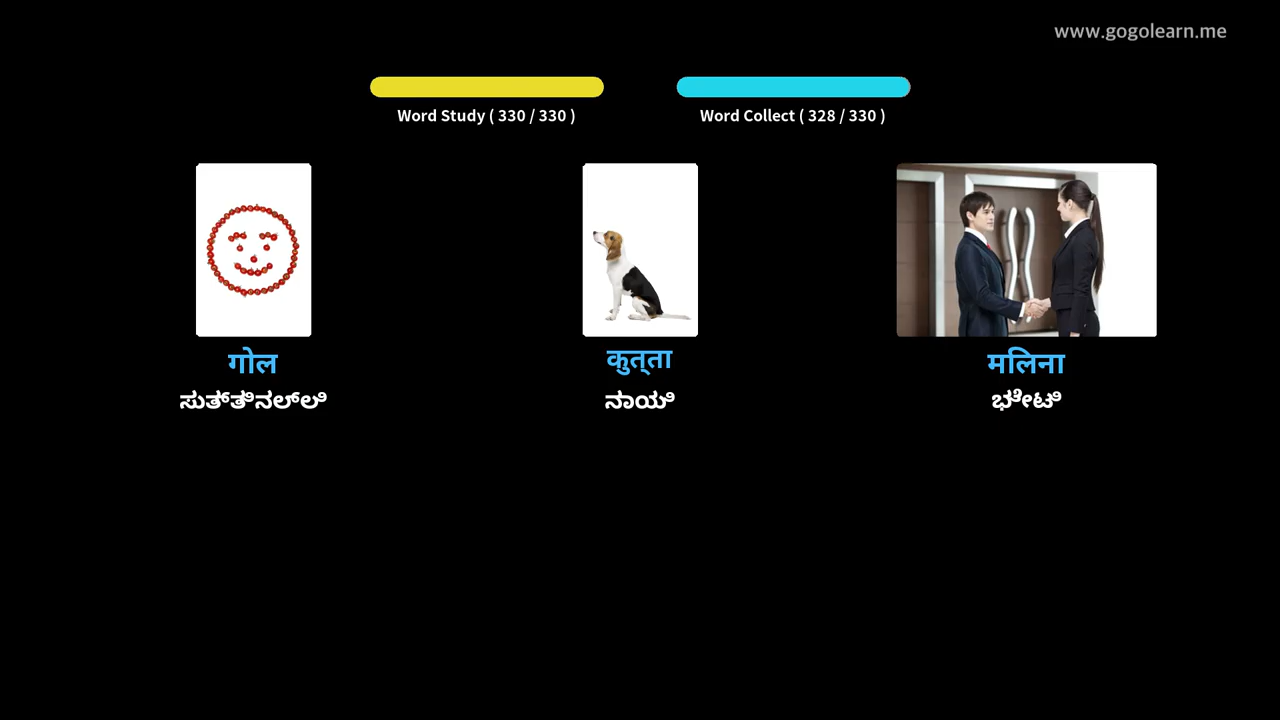 www.gogolearn.me
Word Study ( 330 / 330 )
Word Collect ( 328 / 330 )
गोल
कुत्ता
मलिना
ಸುತ್ತಿನಲ್ಲಿ
ನಾಯಿ
ಭೇಟಿ